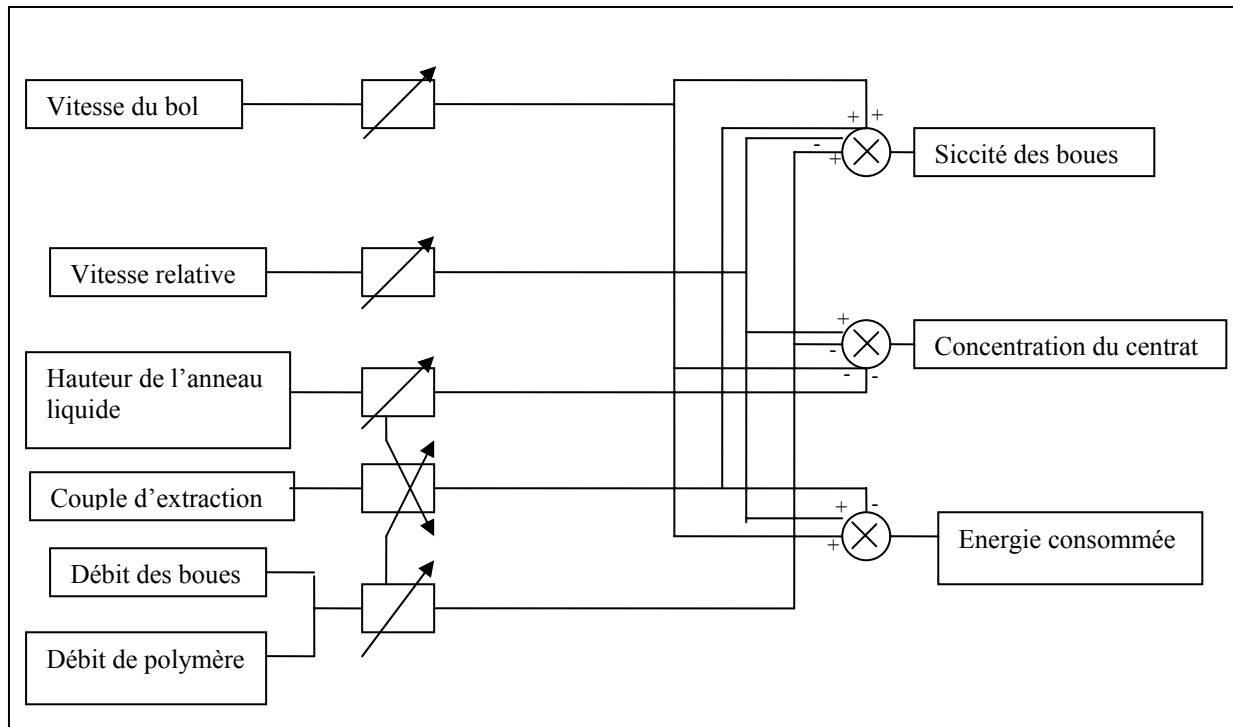 Vitesse du bol
+ +
-
+
Siccité des boues
Vitesse relative
+
-
- -
Concentration du centrat
Hauteur de l'anneau
liquide
Couple d'extraction
-
+
+
Energie consommée
Débit des boues
Débit de polymère